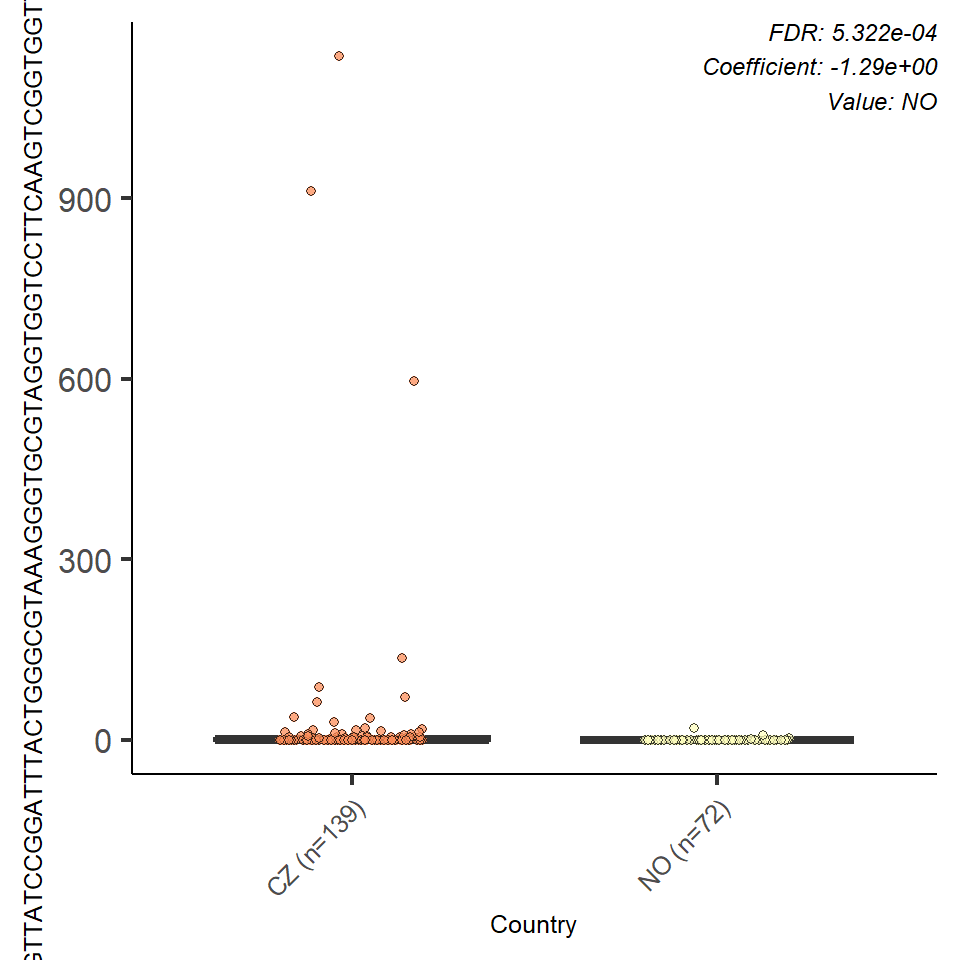 FDR: 5.322e-04
Coefficient: -1.29e+00
Value: NO
GTTATCCGGATTTACTGGGCGTAAAGGGTGCGTAGGTGGTCCTTCAAGTCGGTGGTT
900
600
300
0
CZ (n=139)
NO (n=72)
Country